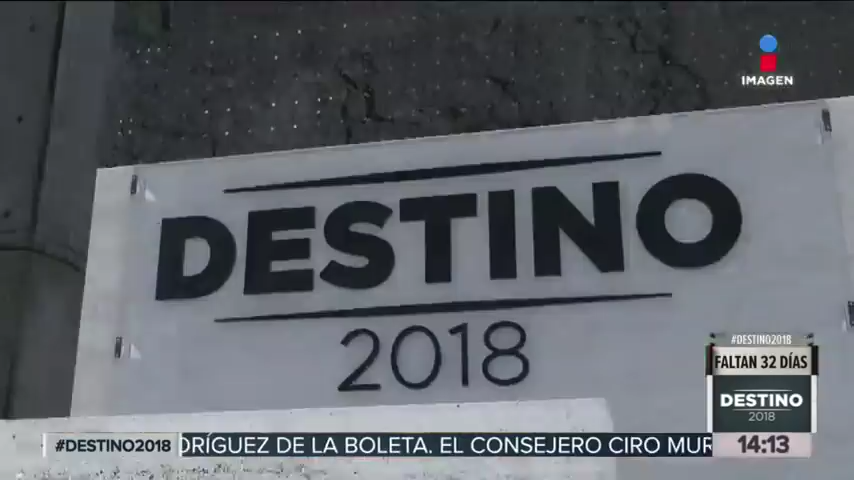 IMAGEN
DESTINO
2018
#DESTINO2018
FALTAN 32 DÍAS
DESTINO
2018
#DESTINO2018
DRÍGUEZ DE LA BOLETA. EL CONSEJERO CIRO MUR
14:13